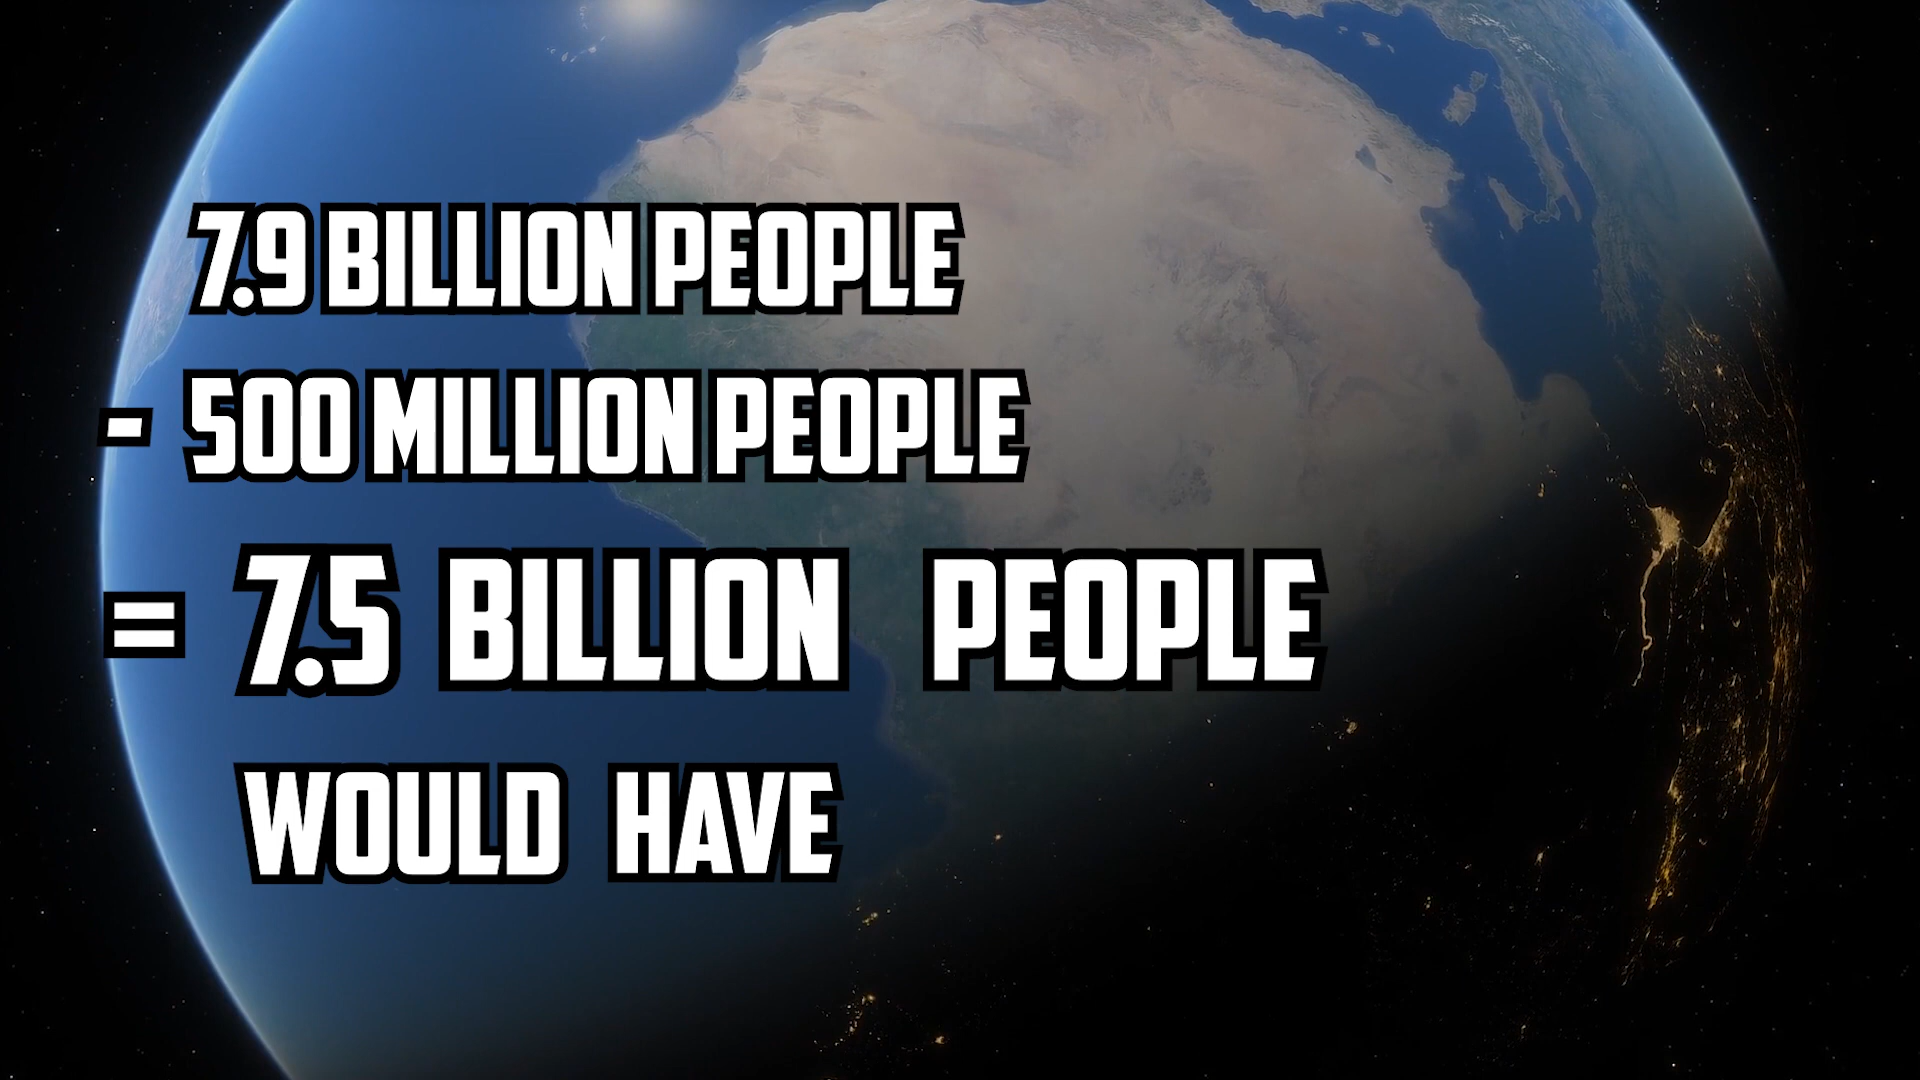 7.9 BILLION PEOPLE
- 500 MILLION PEOPLE
= 7.5 BILLION PEOPLE
WOULD HAVE